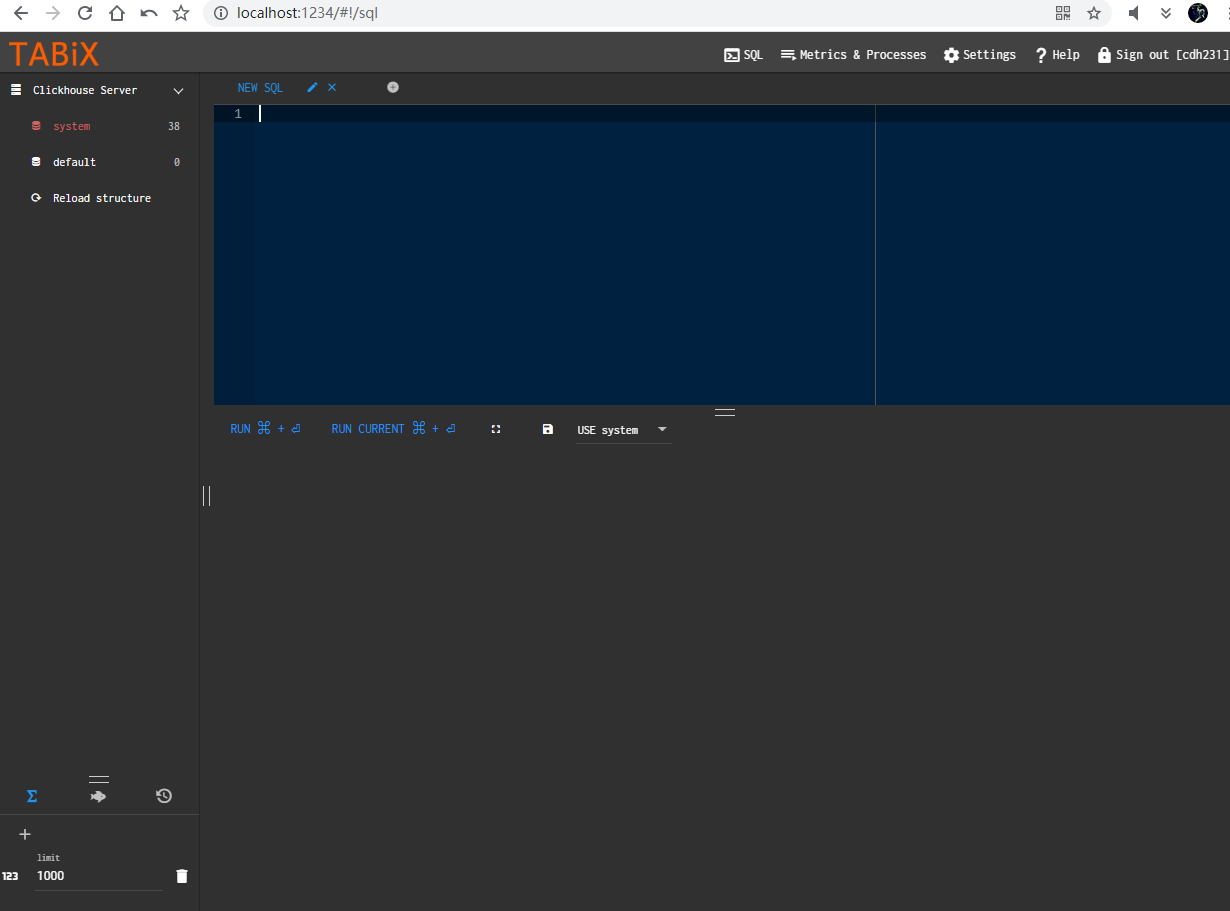 localhost:1234/#!/sql
TABiX
SQL Metrics & Processes Settings ? Help Sign out [cdh231]
Clickhouse Server
system 38
default 0
Reload structure
NEW SQL
1
RUN ⌘ + ⏎ RUN CURRENT ⌘ + ⏎ USE system
Σ
+
limit
123 1000